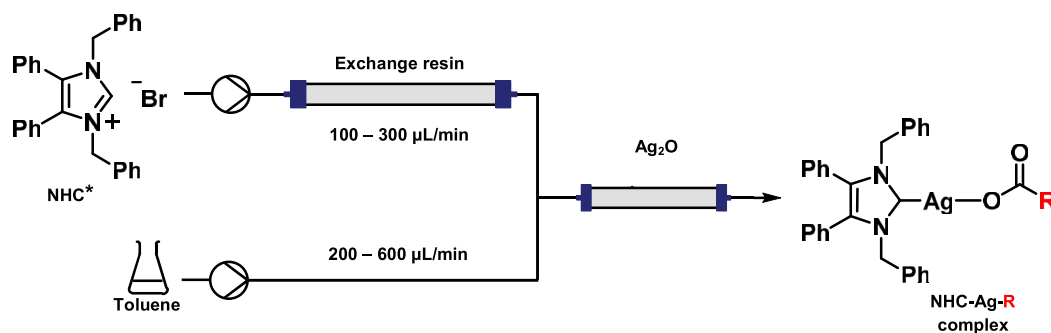 Ph
Ph
N
−
Br
Ph
N
+
Ph
NHC*
Exchange resin
100 – 300 µL/min
Toluene
200 – 600 µL/min
Ag₂O
Ph
Ph
N
Ph
N
Ag
O
O
R
Ph
NHC-Ag-R
complex